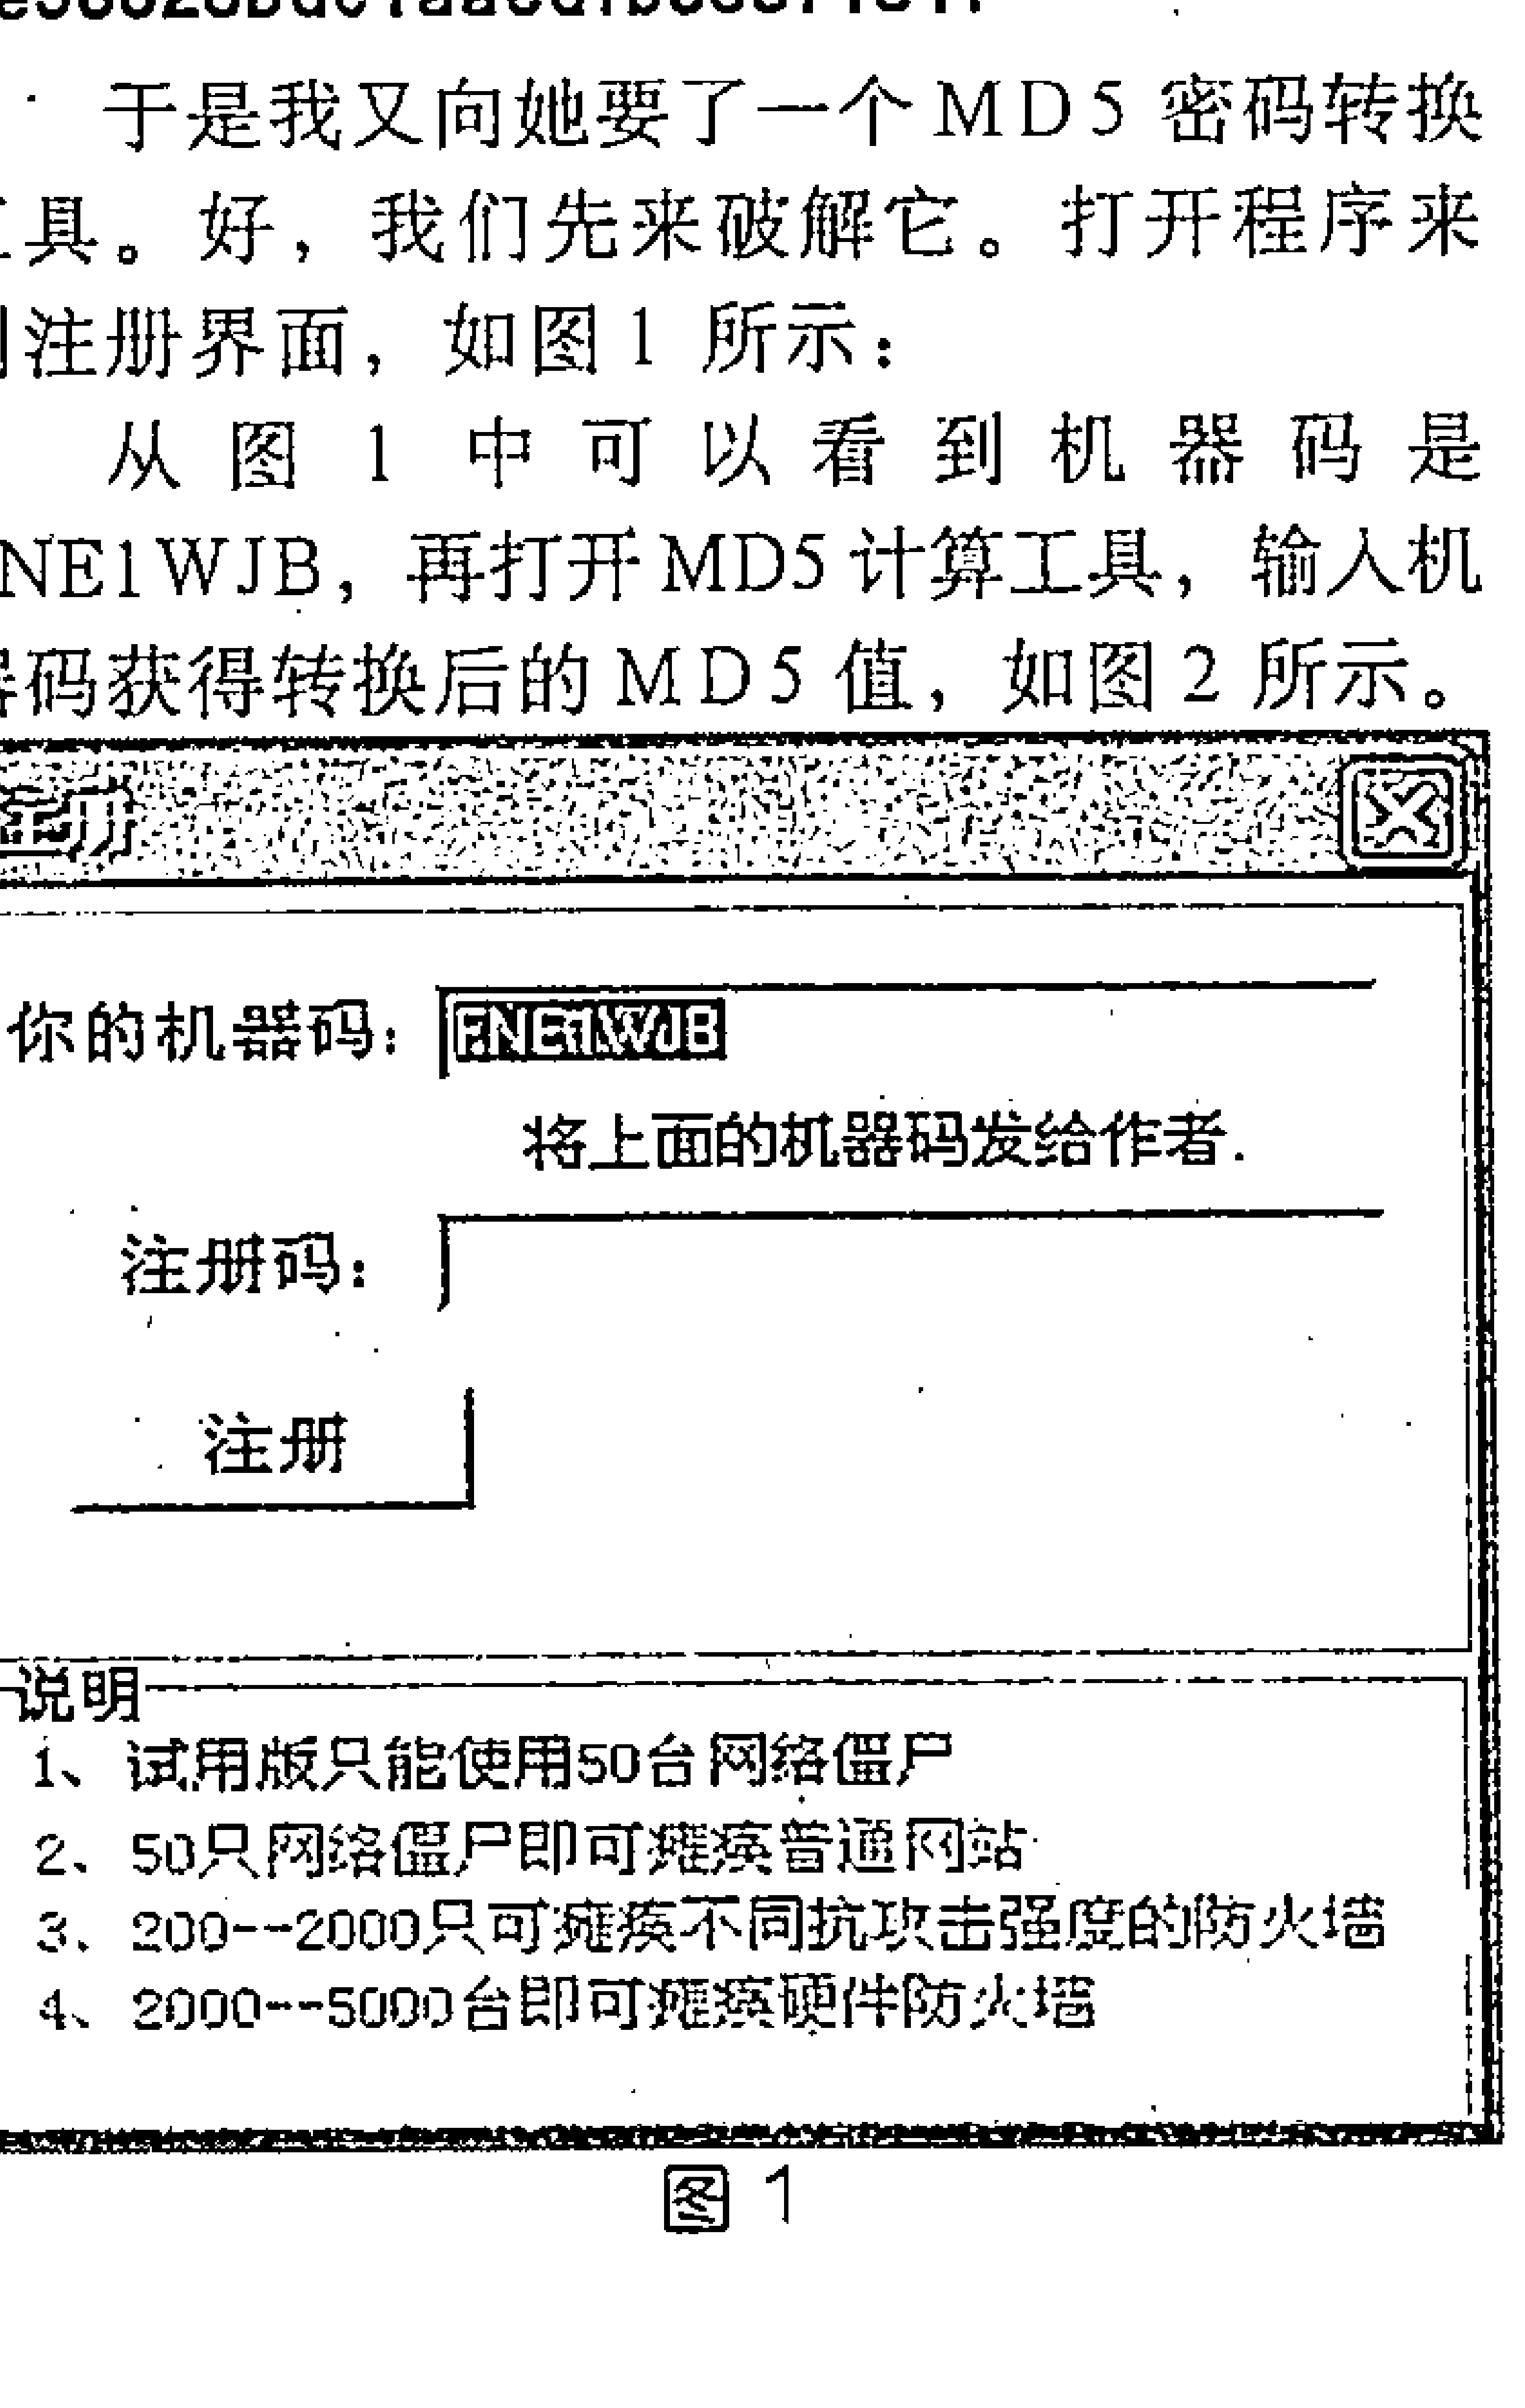 于是我又向她要了一个MD5密码转换
具。好，我们先来破解它。打开程序来
注册界面，如图1 所示：
从图1中可以看到机器码是
NE1WJB，再打开MD5计算工具，输入机
码获得转换后的MD5值，如图2 所示。
注册
你的机器码：
FNE1WJB
将上面的机器码发给作者.
注册码：
注册
说明
1、试用版只能使用50台网络僵尸
2、50只网络僵尸即可瘫痪普通网站
3、200--2000只可瘫痪不同抗攻击强度的防火墙
4、2000--5000台即可瘫痪硬件防火墙
图 1